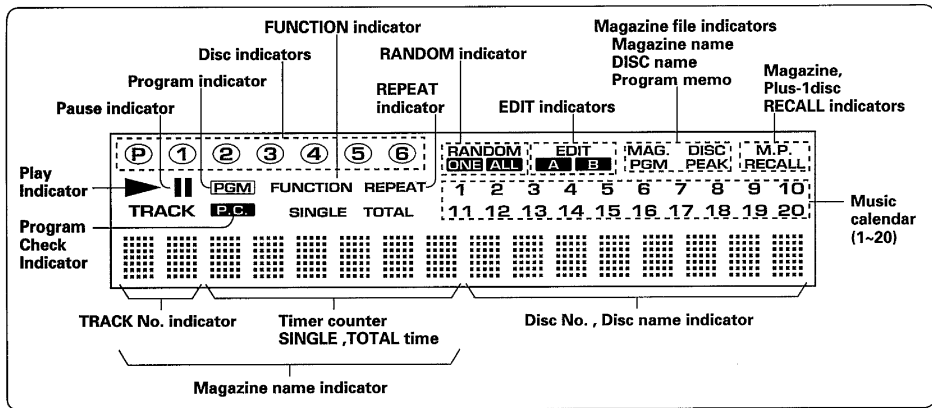 FUNCTION indicator
Disc indicators
Program indicator
Pause indicator
REPEAT
indicator
RANDOM indicator
EDIT indicators
Magazine file indicators
Magazine name
DISC name
Program memo
Magazine,
Plus-1disc
RECALL indicators
P 1 2 3 4 5 6
RANDOM
ONE ALL
EDIT
A B
MAG. DISC
PGM PEAK
M.P.
RECALL
Play
Indicator
PGM FUNCTION REPEAT
1 2 3 4 5 6 7 8 9 10
TRACK P.C. SINGLE TOTAL
11 12 13 14 15 16 17 18 19 20
Program
Check
Indicator
Music
calendar
(1~20)
TRACK No. indicator
Timer counter
SINGLE ,TOTAL time
Disc No. , Disc name indicator
Magazine name indicator